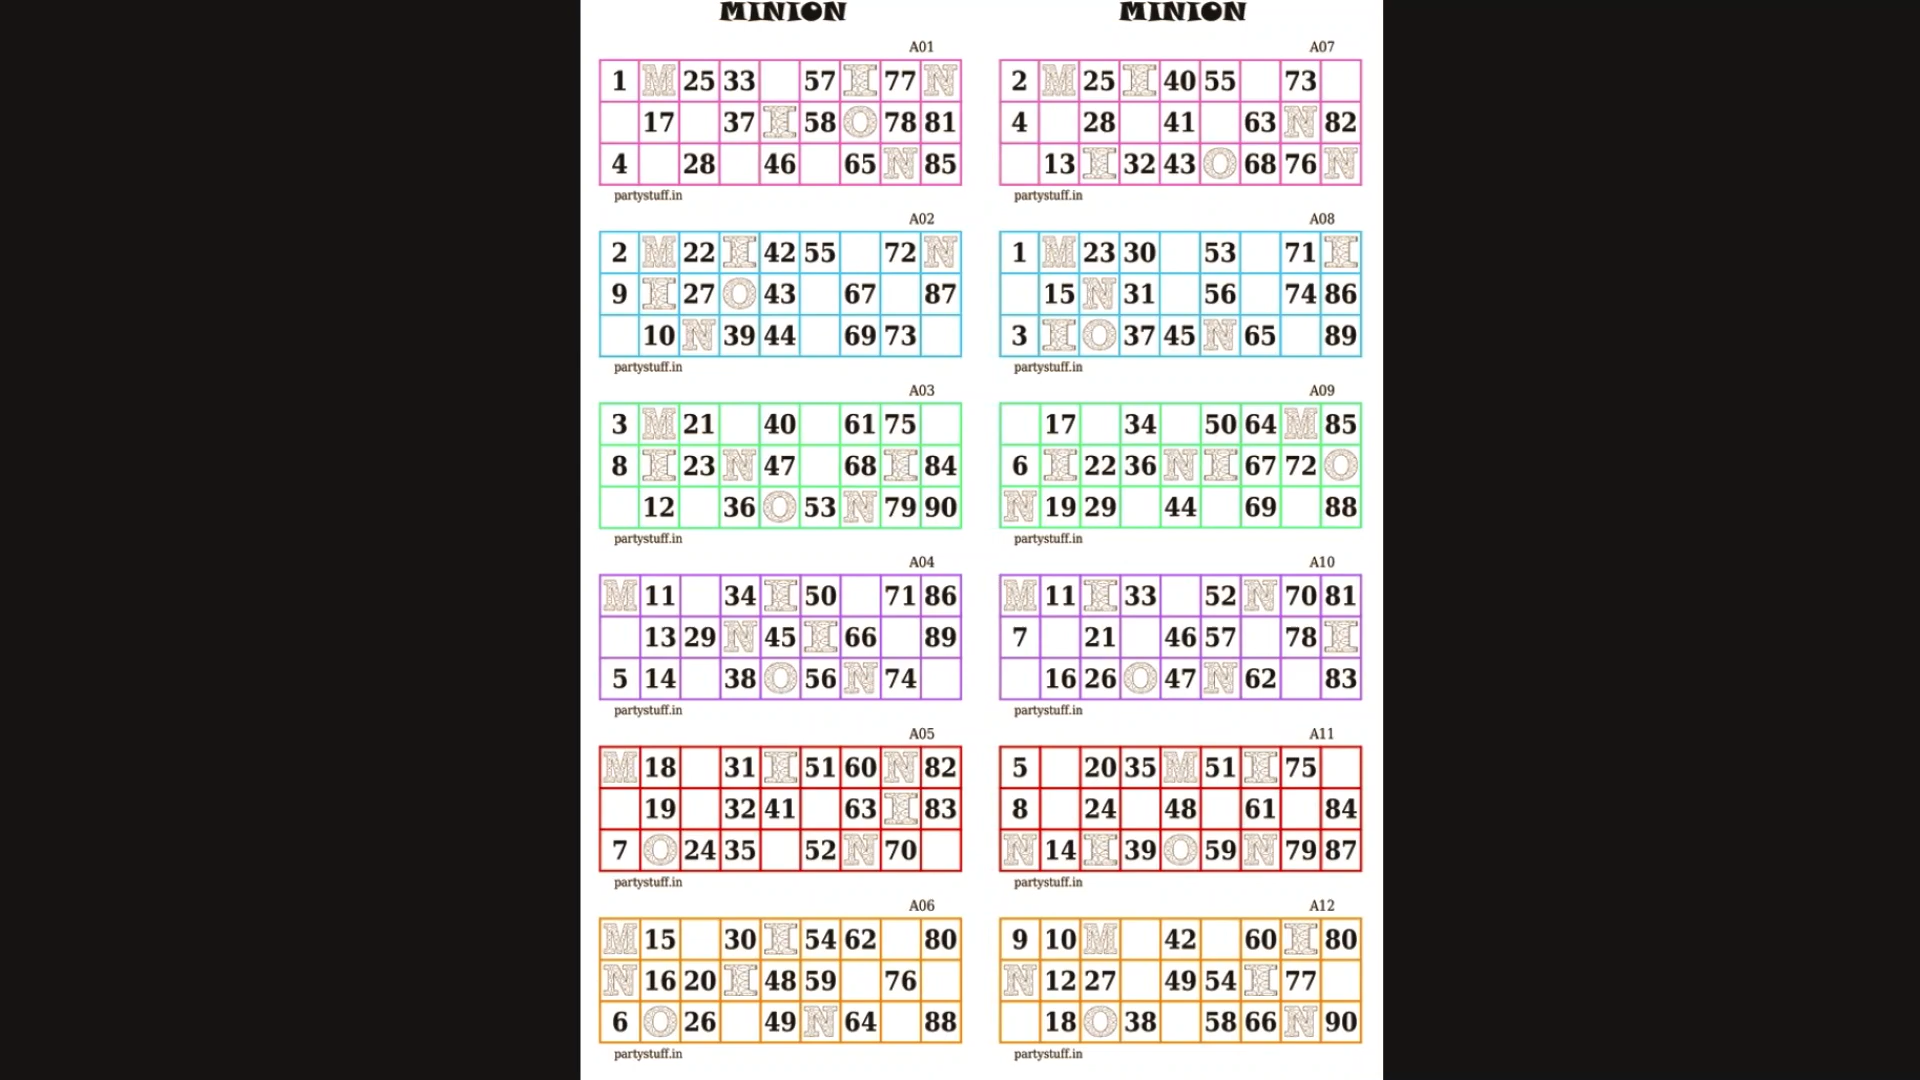 MINION
A01
1 M 25 33 57 I 77 N
17 37 I 58 O 78 81
4 28 46 65 N 85
partystuff.in
A02
2 M 22 I 42 55 72 N
9 I 27 O 43 67 87
10 N 39 44 69 73
partystuff.in
A03
3 M 21 40 61 75
8 I 23 N 47 68 I 84
12 36 O 53 N 79 90
partystuff.in
A04
M 11 34 I 50 71 86
13 29 N 45 I 66 89
5 14 38 O 56 N 74
partystuff.in
A05
M 18 31 I 51 60 N 82
19 32 41 63 I 83
7 O 24 35 52 N 70
partystuff.in
A06
M 15 30 I 54 62 80
N 16 20 I 48 59 76
6 O 26 49 N 64 88
partystuff.in
MINION
A07
2 M 25 I 40 55 73
4 28 41 63 N 82
13 I 32 43 O 68 76 N
partystuff.in
A08
1 M 23 30 53 71 I
15 N 31 56 74 86
3 I O 37 45 N 65 89
partystuff.in
A09
17 34 50 64 M 85
6 I 22 36 N I 67 72 O
N 19 29 44 69 88
partystuff.in
A10
M 11 I 33 52 N 70 81
7 21 46 57 78 I
16 26 O 47 N 62 83
partystuff.in
A11
5 20 35 M 51 I 75
8 24 48 61 84
N 14 I 39 O 59 N 79 87
partystuff.in
A12
9 10 M 42 60 I 80
N 12 27 49 54 I 77
18 O 38 58 66 N 90
partystuff.in